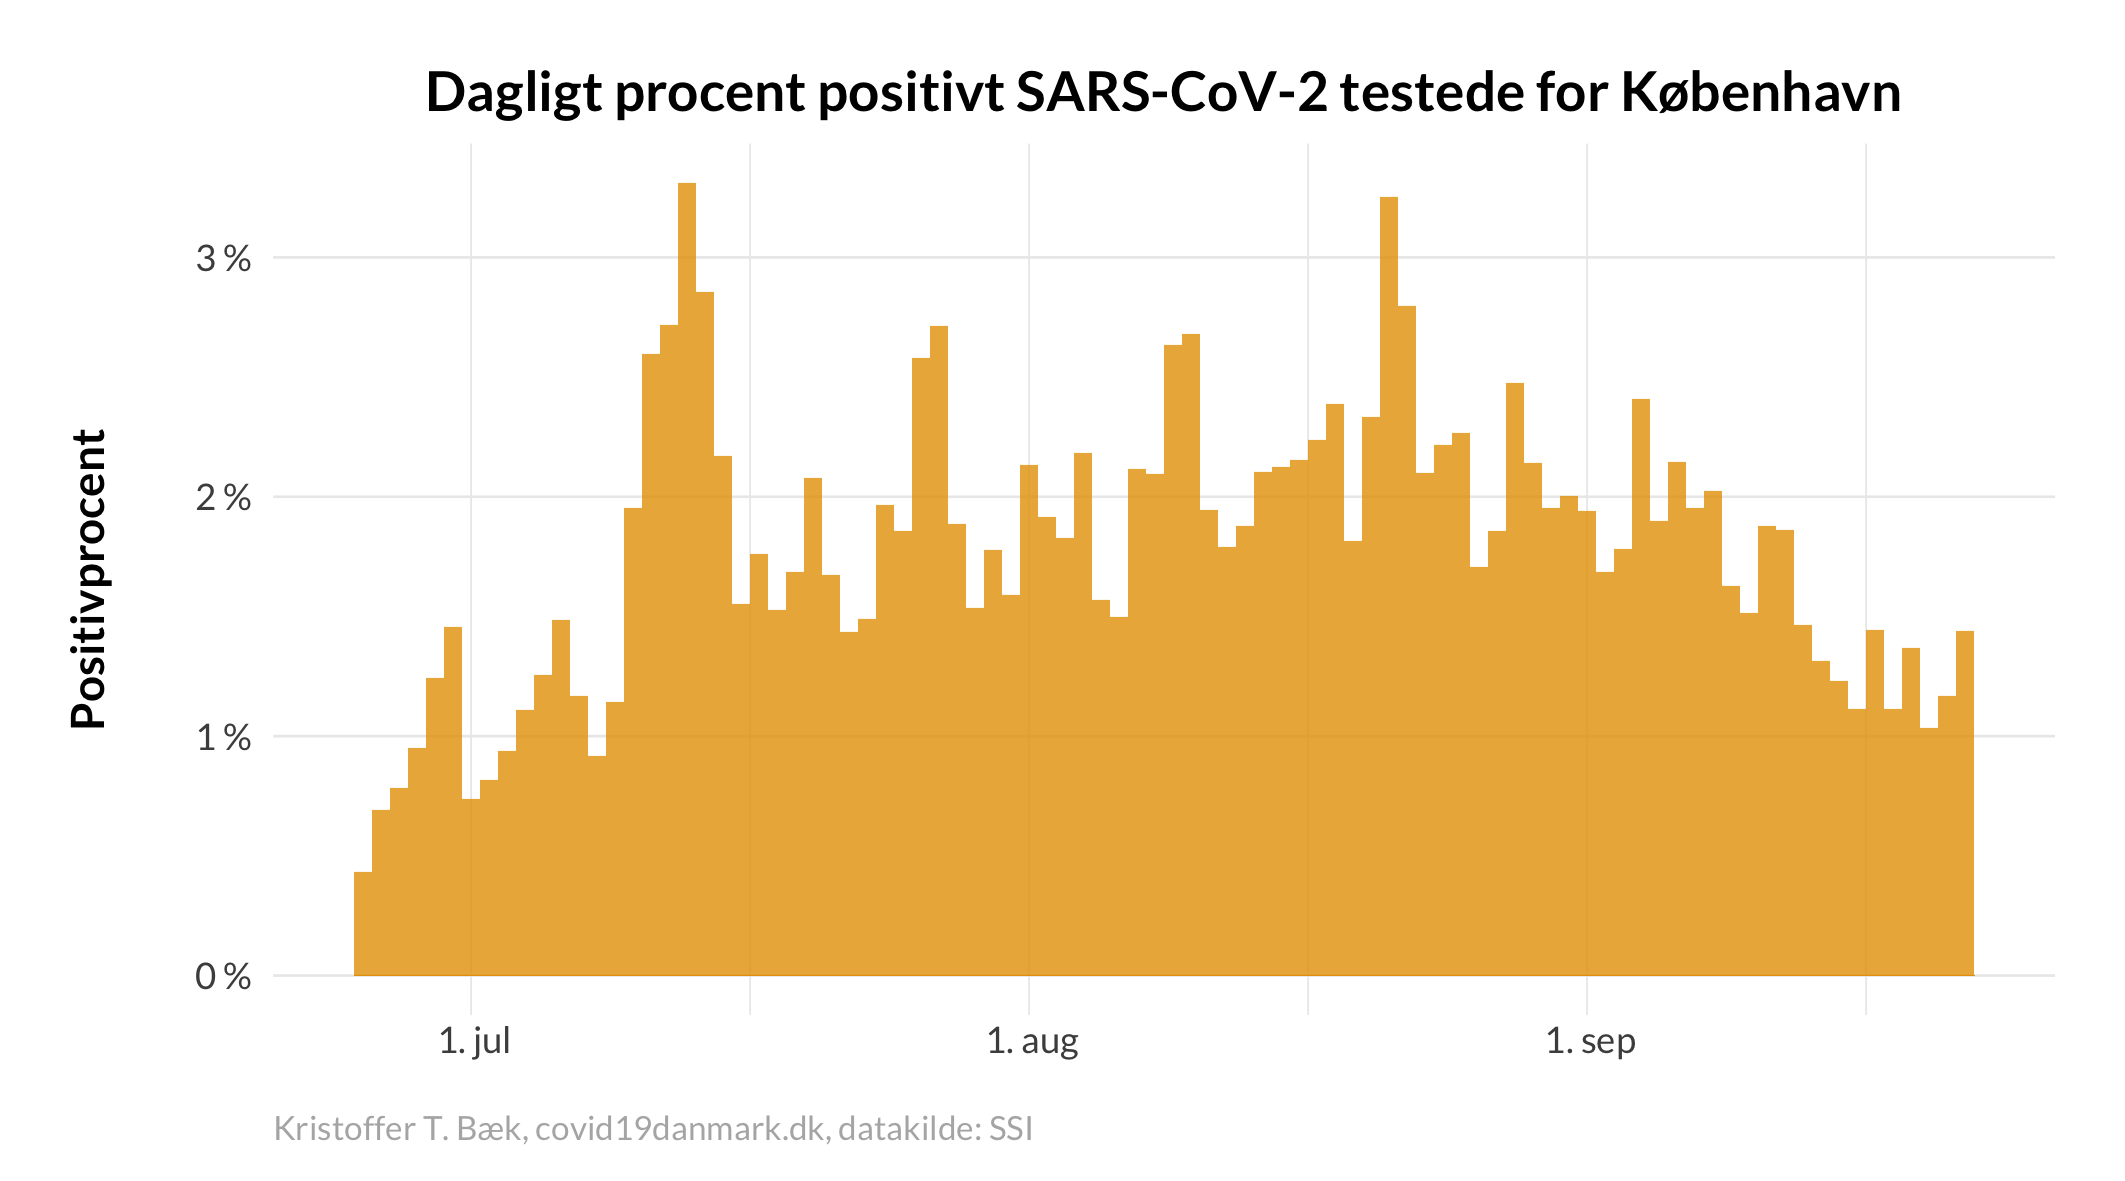 Dagligt procent positivt SARS-CoV-2 testede for København
Positivprocent
3 %
2 %
1 %
0 %
1. jul
1. aug
1. sep
Kristoffer T. Bæk, covid19danmark.dk, datakilde: SSI